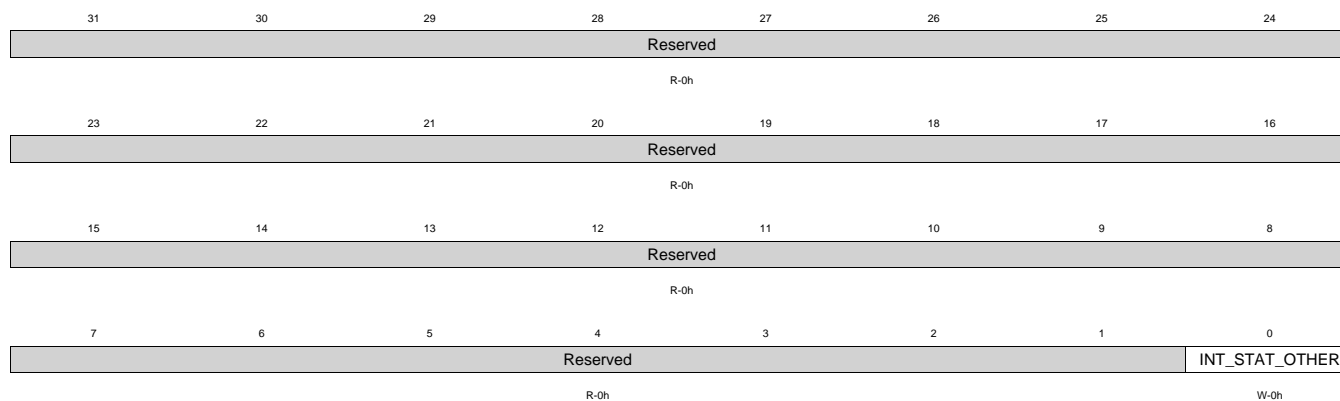 31 30 29 28 27 26 25 24
Reserved
R-0h
23 22 21 20 19 18 17 16
Reserved
R-0h
15 14 13 12 11 10 9 8
Reserved
R-0h
7 6 5 4 3 2 1 0
Reserved INT_STAT_OTHER
R-0h W-0h